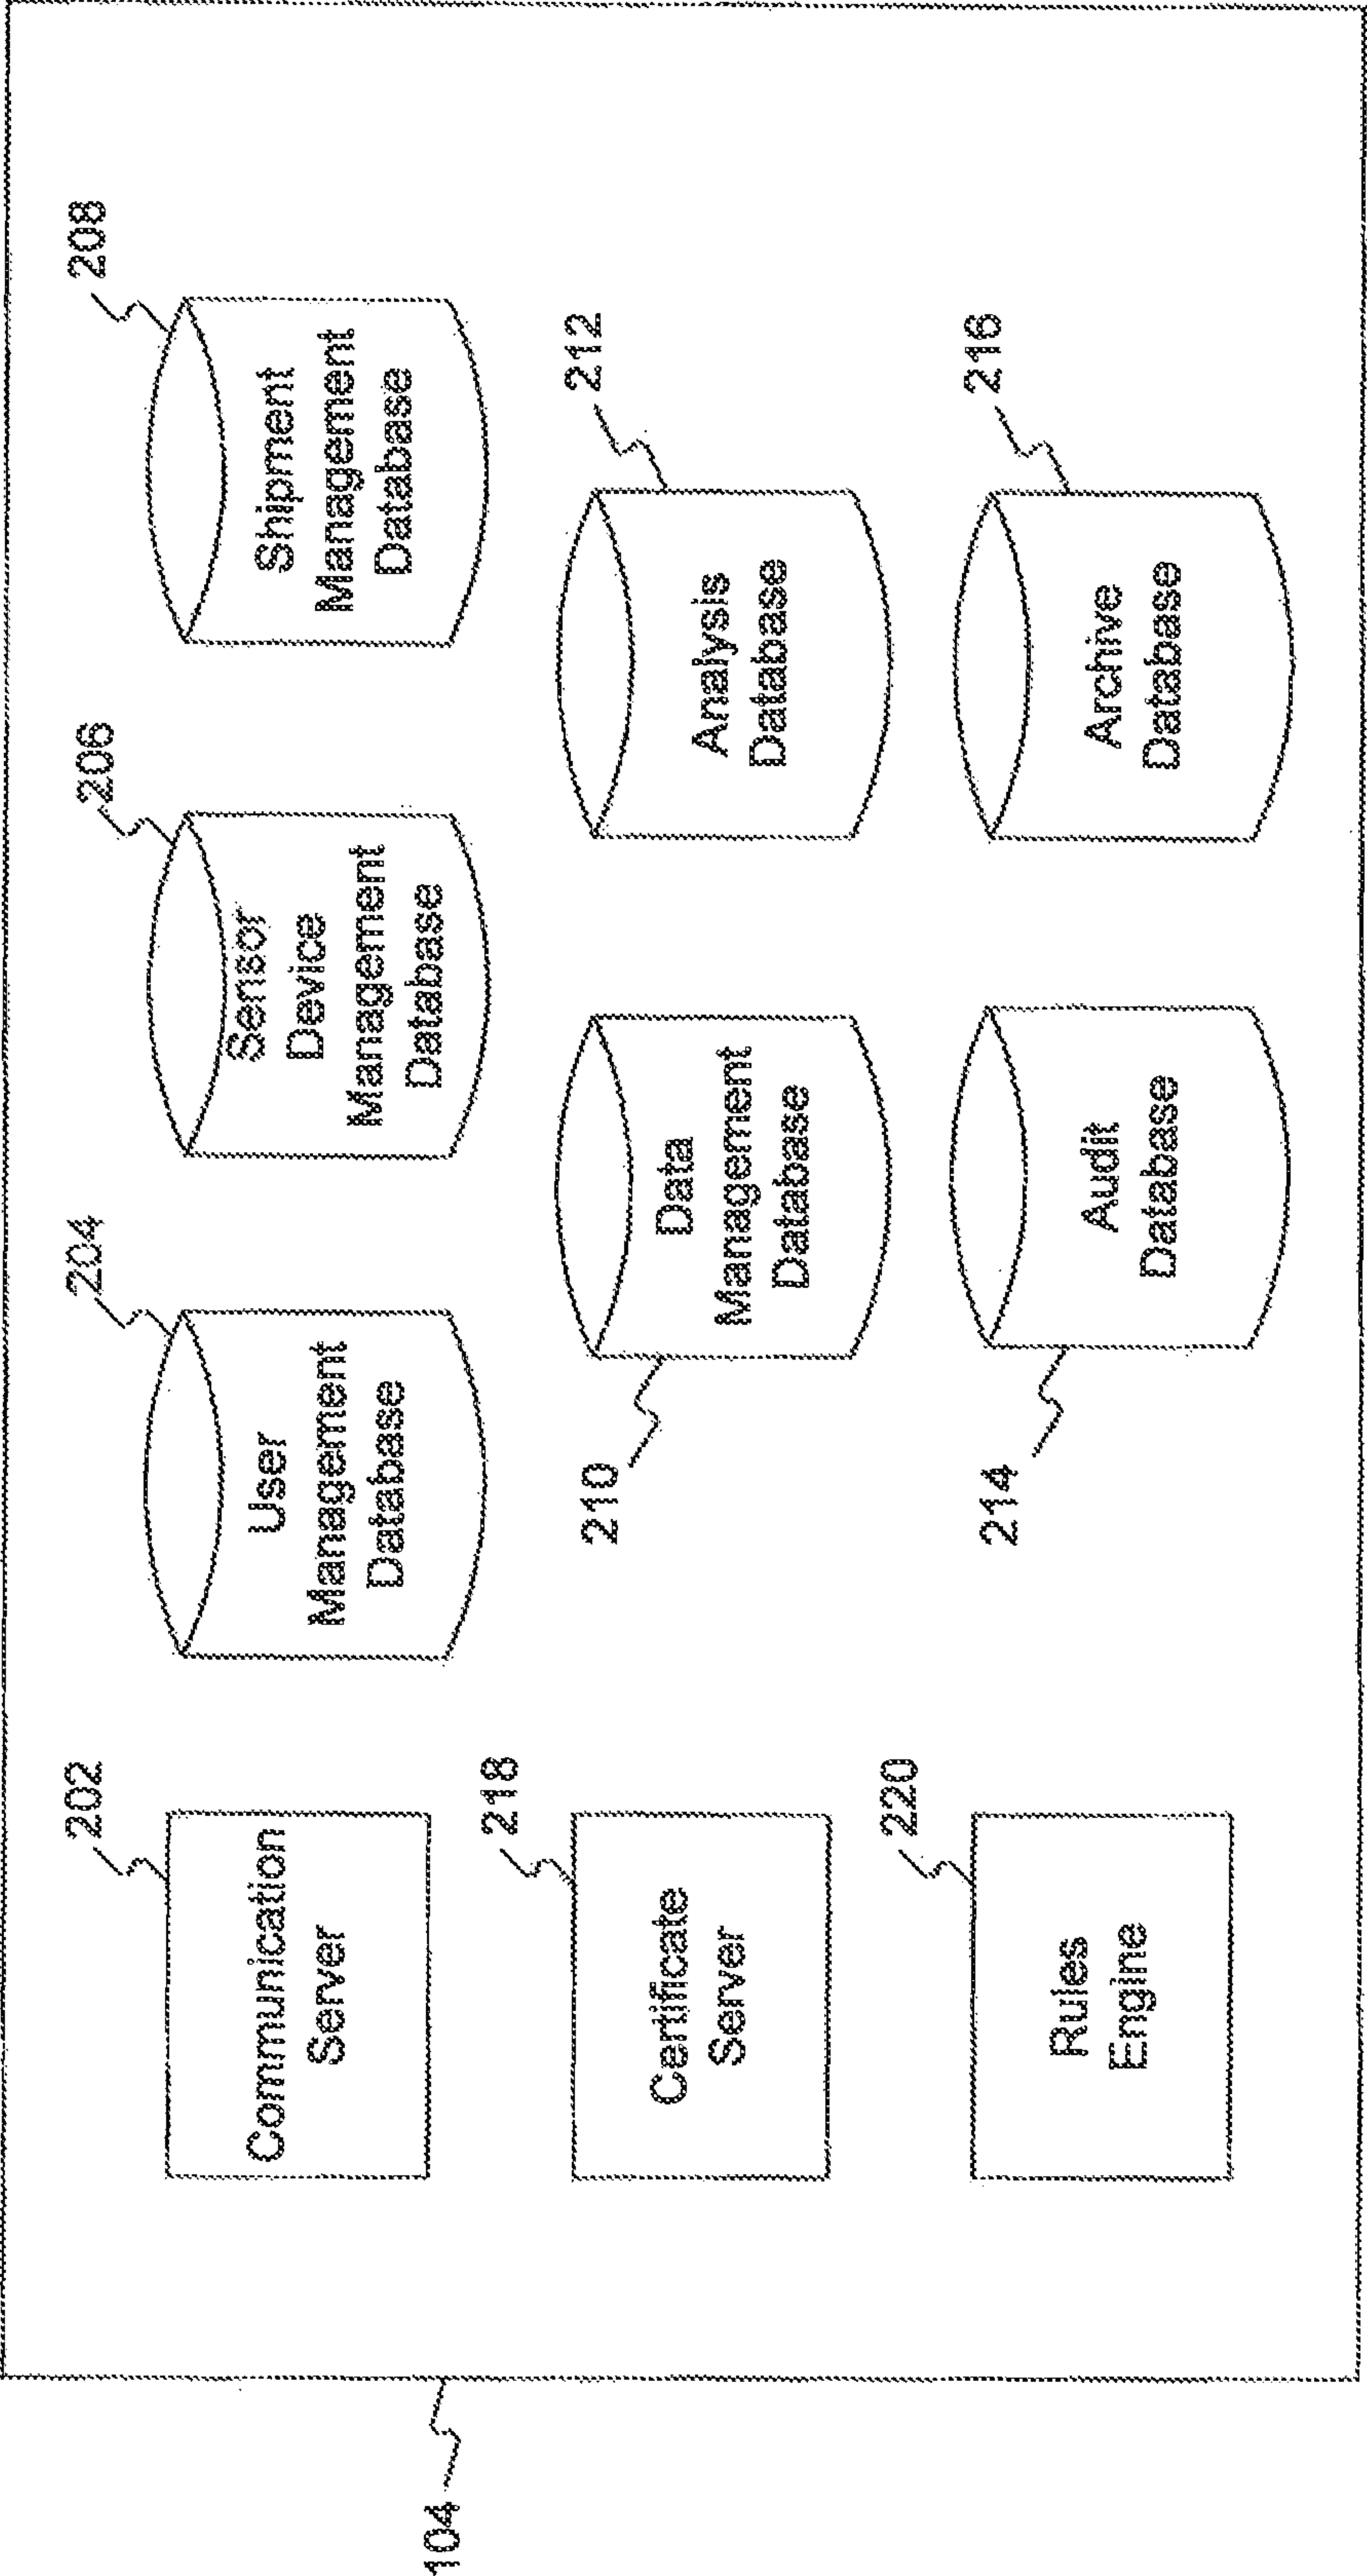 202
Communication
Server
204
User
Management
Database
206
Sensor
Device
Management
Database
208
Shipment
Management
Database
218
Certificate
Server
210
Data
Management
Database
212
Analysis
Database
220
Rules
Engine
214
Audit
Database
216
Archive
Database
104